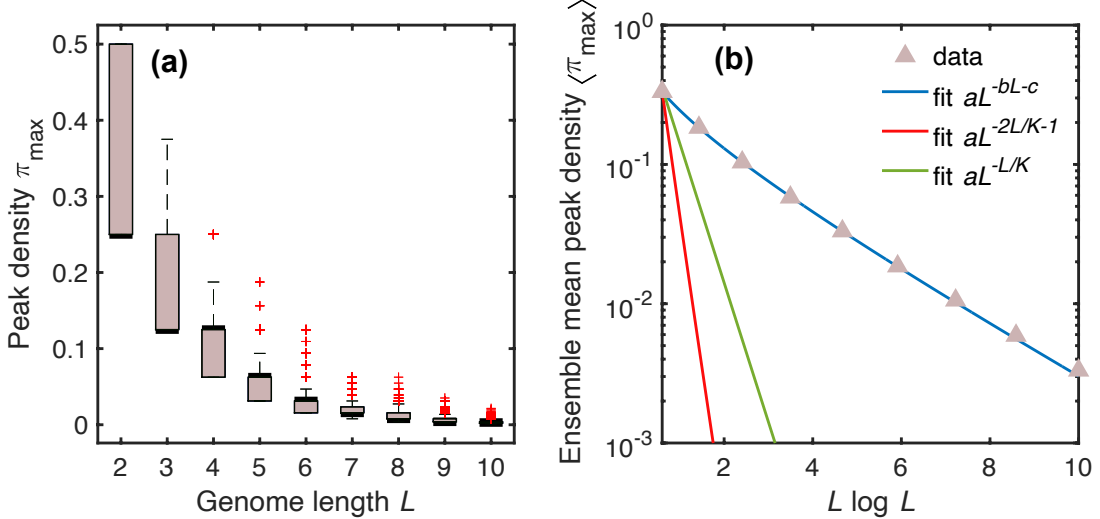 (a)
Peak density π_max
0.5
0.4
0.3
0.2
0.1
0
2 3 4 5 6 7 8 9 10
Genome length L
(b)
Ensemble mean peak density ⟨π_max⟩
10^0
10^-1
10^-2
10^-3
2 4 6 8 10
L log L
data
fit aL^-bL-c
fit aL^-2L/K-1
fit aL^-L/K